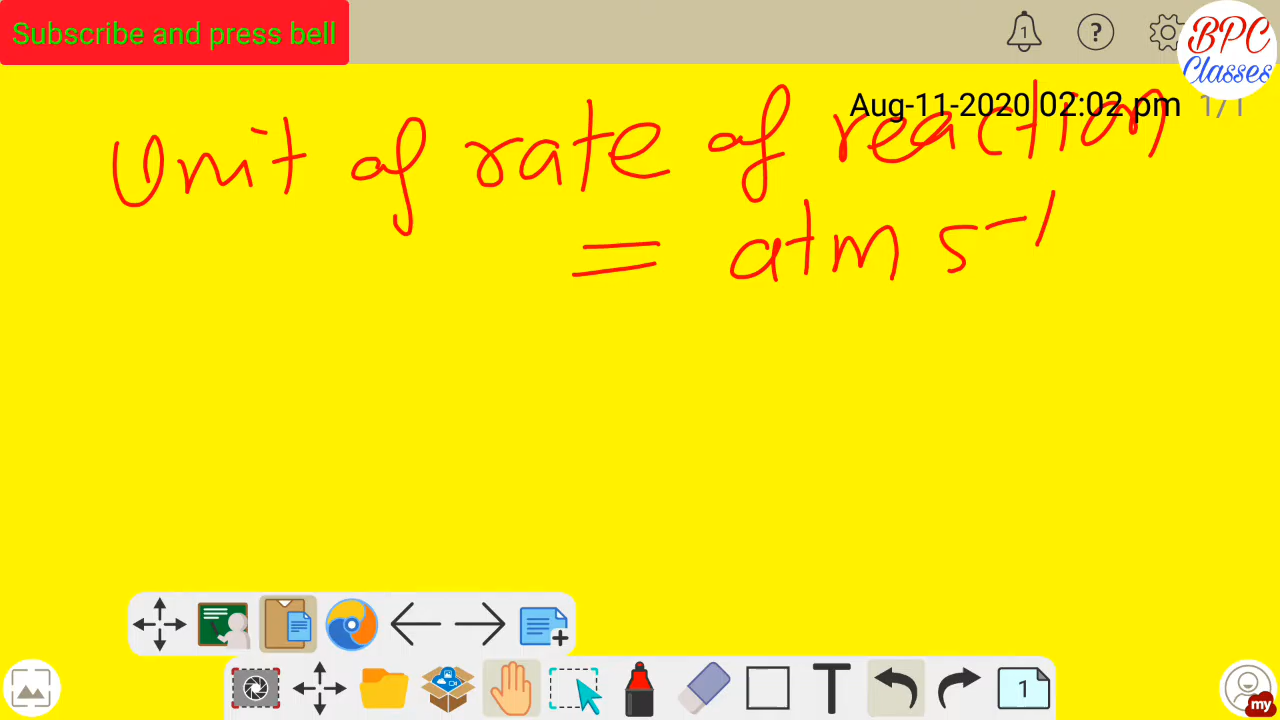 Subscribe and press bell
1
?
BPC
Classes
Aug-11-2020 02:02 pm 1/1
Unit of rate of reaction
= atm s⁻¹
T
1
my